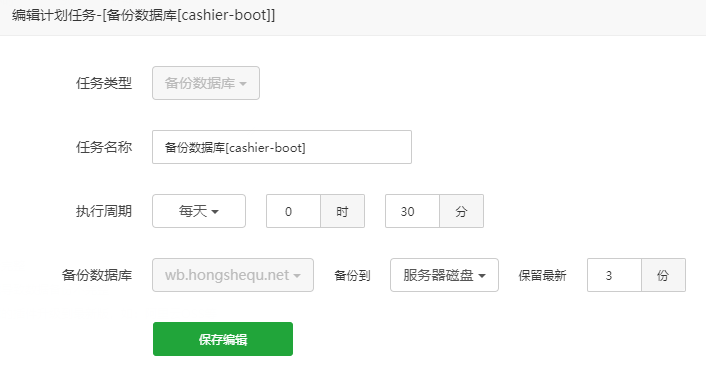 编辑计划任务-[备份数据库[cashier-boot]]
任务类型 备份数据库
任务名称 备份数据库[cashier-boot]
执行周期 每天 0 时 30 分
备份数据库 wb.hongshequ.net 备份到 服务器磁盘 保留最新 3 份
保存编辑